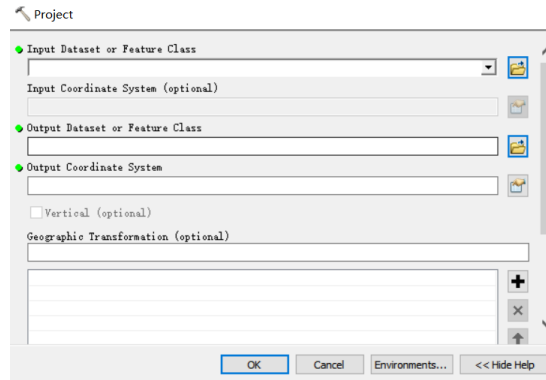 Project
Input Dataset or Feature Class
Input Coordinate System (optional)
Output Dataset or Feature Class
Output Coordinate System
Vertical (optional)
Geographic Transformation (optional)
OK
Cancel
Environments...
<< Hide Help